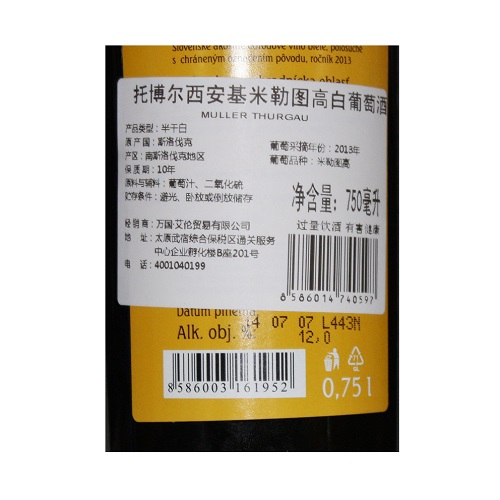 Slovenské akostné odrodové víno biele, polosuché
s chráneným označením pôvodu, ročník 2013
托博尔西安基米勒图高白葡萄酒
MULLER THURGAU
产品类型：半干白
原产国：斯洛伐克
葡萄采摘年份：2013年
产区：南斯洛伐克地区
葡萄品种：米勒图高
保质期：10年
原料与辅料：葡萄汁、二氧化硫
贮存条件：避光、卧放或倒放储存
净含量：750毫升
过量饮酒 有害健康
经销商：万国·艾伦贸易有限公司
地址：太原武宿综合保税区通关服务
中心企业孵化楼B座201号
电话：4001040199
8586014740597
Dátum plnenia
14 07 07 L443N
Alk. obj. %
12,0
8586003161952
0,75 l